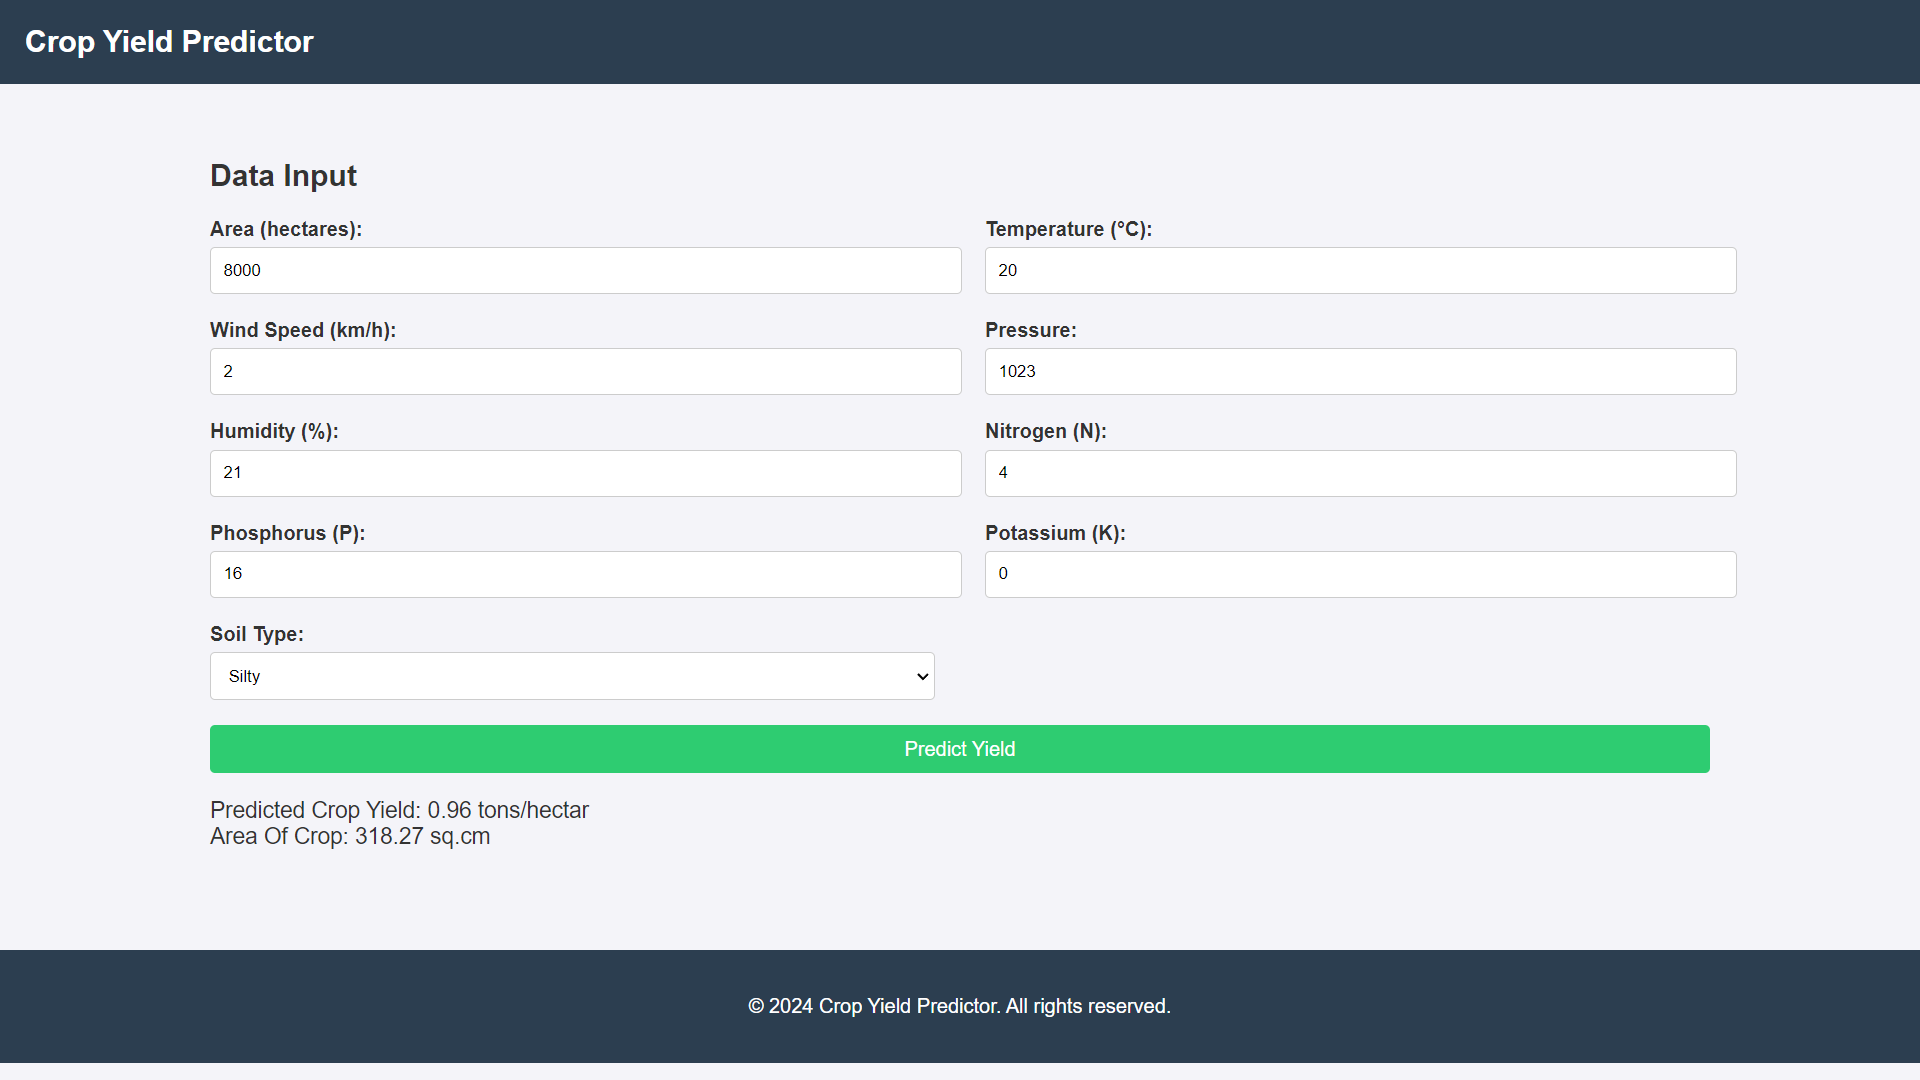 Crop Yield Predictor
Data Input
Area (hectares):
Temperature (°C):
8000
20
Wind Speed (km/h):
Pressure:
2
1023
Humidity (%):
Nitrogen (N):
21
4
Phosphorus (P):
Potassium (K):
16
0
Soil Type:
Silty
Predict Yield
Predicted Crop Yield: 0.96 tons/hectar
Area Of Crop: 318.27 sq.cm
© 2024 Crop Yield Predictor. All rights reserved.